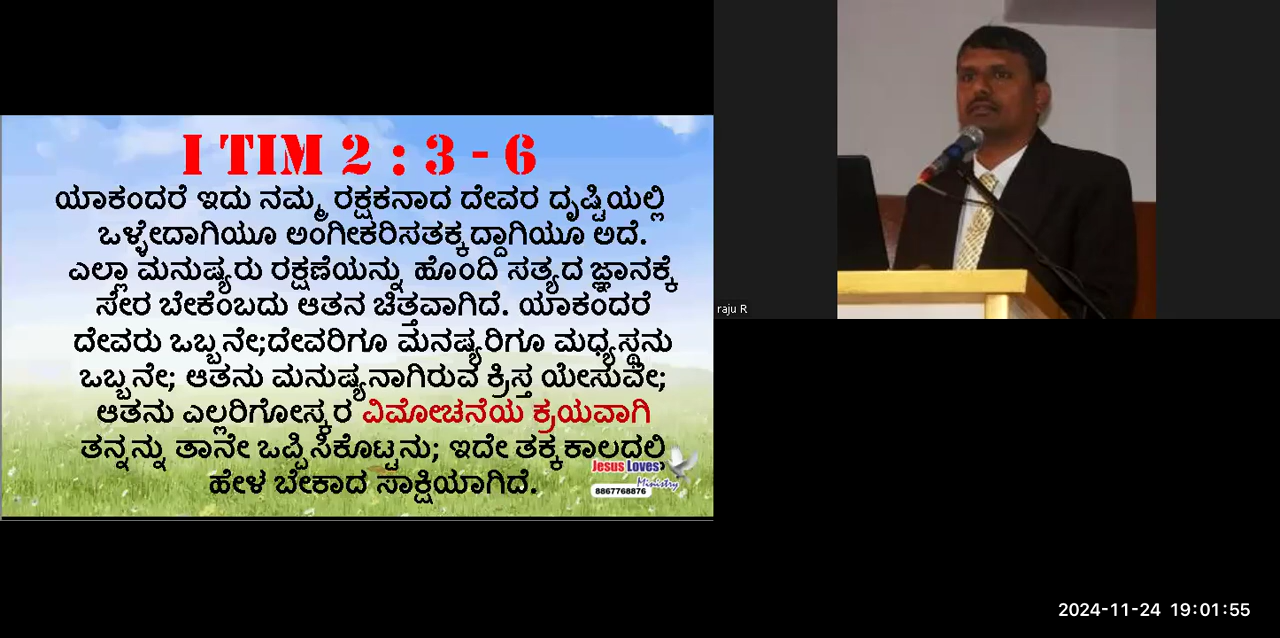 I TIM 2 : 3 - 6
ಯಾಕಂದರೆ ಇದು ನಮ್ಮ ರಕ್ಷಕನಾದ ದೇವರ ದೃಷ್ಟಿಯಲ್ಲಿ
ಒಳ್ಳೇದಾಗಿಯೂ ಅಂಗೀಕರಿಸತಕ್ಕದ್ದಾಗಿಯೂ ಅದೆ.
ಎಲ್ಲಾ ಮನುಷ್ಯರು ರಕ್ಷಣೆಯನ್ನು ಹೊಂದಿ ಸತ್ಯದ ಜ್ಞಾನಕ್ಕೆ
ಸೇರ ಬೇಕೆಂಬದು ಆತನ ಚಿತ್ತವಾಗಿದೆ. ಯಾಕಂದರೆ
ದೇವರು ಒಬ್ಬನೇ;ದೇವರಿಗೂ ಮನಷ್ಯರಿಗೂ ಮಧ್ಯಸ್ಥನು
ಒಬ್ಬನೇ; ಆತನು ಮನುಷ್ಯನಾಗಿರುವ ಕ್ರಿಸ್ತ ಯೇಸುವೇ;
ಆತನು ಎಲ್ಲರಿಗೋಸ್ಕರ ವಿಮೋಚನೆಯ ಕ್ರಯವಾಗಿ
ತನ್ನನ್ನು ತಾನೇ ಒಪ್ಪಿಸಿಕೊಟ್ಟನು; ಇದೇ ತಕ್ಕಕಾಲದಲ್ಲಿ
ಹೇಳ ಬೇಕಾದ ಸಾಕ್ಷಿಯಾಗಿದೆ.
Jesus Loves
Ministry
8867768876
raju R
2024-11-24 19:01:55